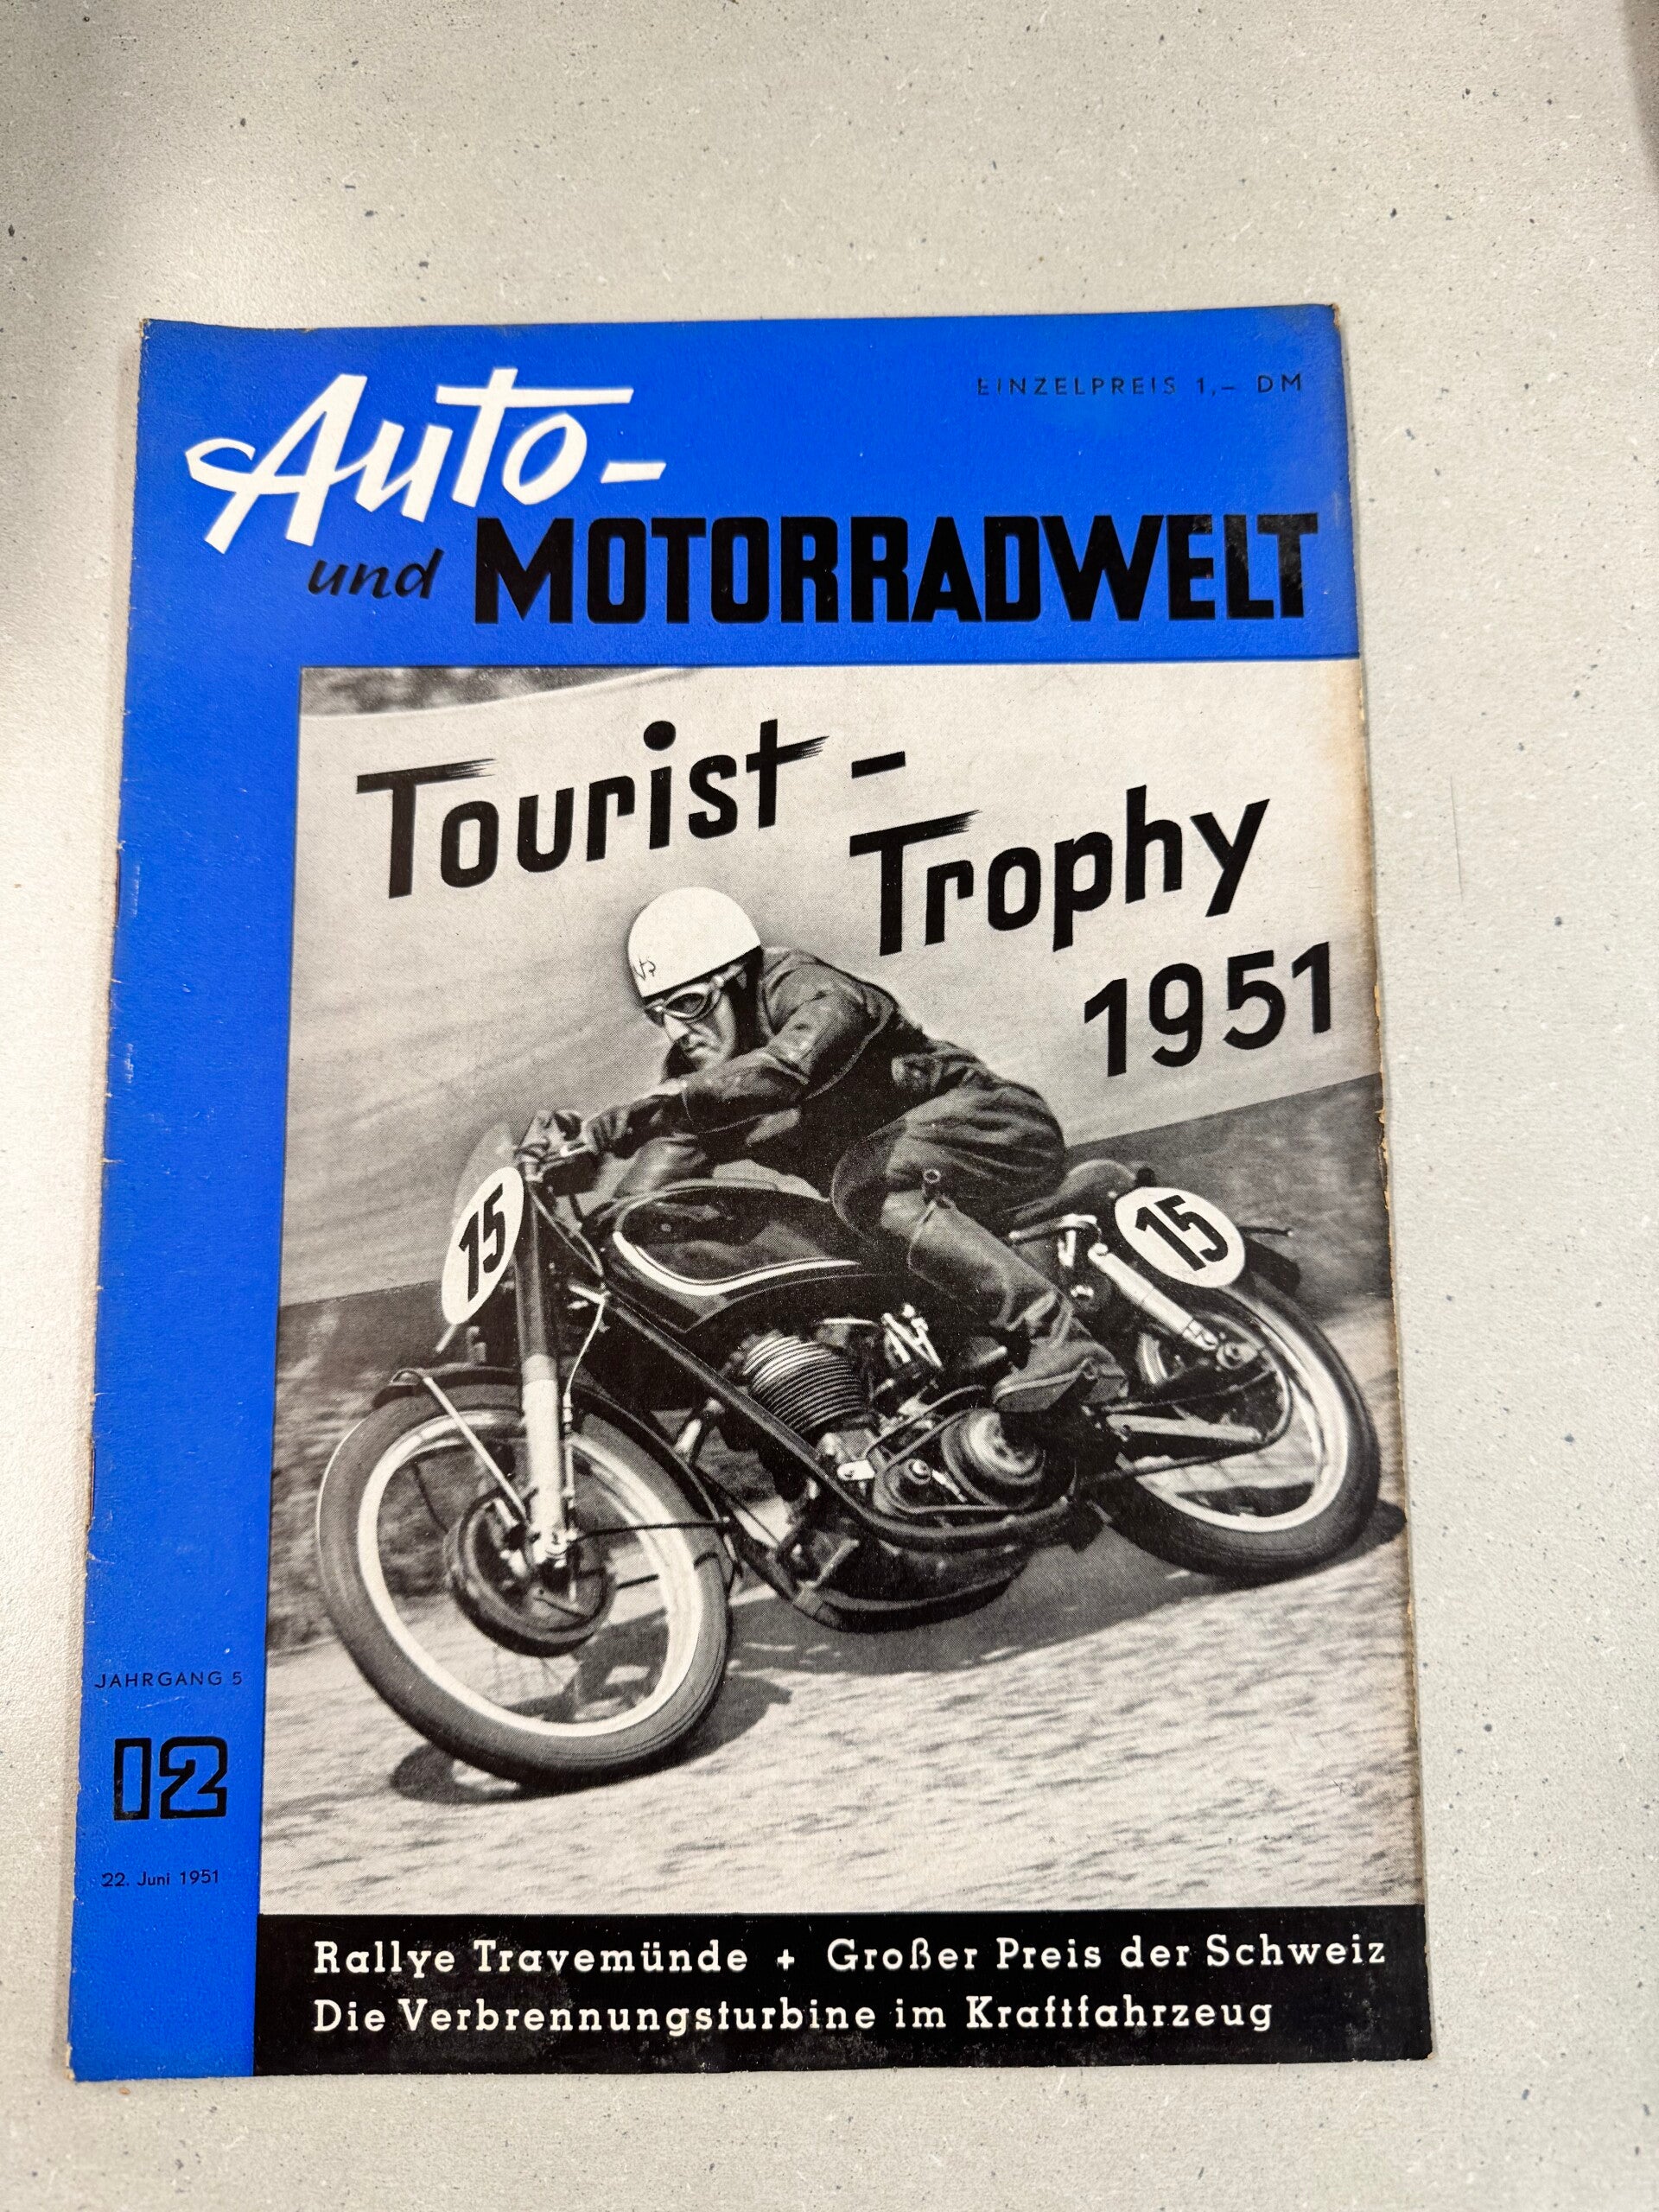 EINZELPREIS 1,– DM
Auto-
und MOTORRADWELT
Tourist-
Trophy
1951
15
15
JAHRGANG 5
12
22. Juni 1951
Rallye Travemünde + Großer Preis der Schweiz
Die Verbrennungsturbine im Kraftfahrzeug